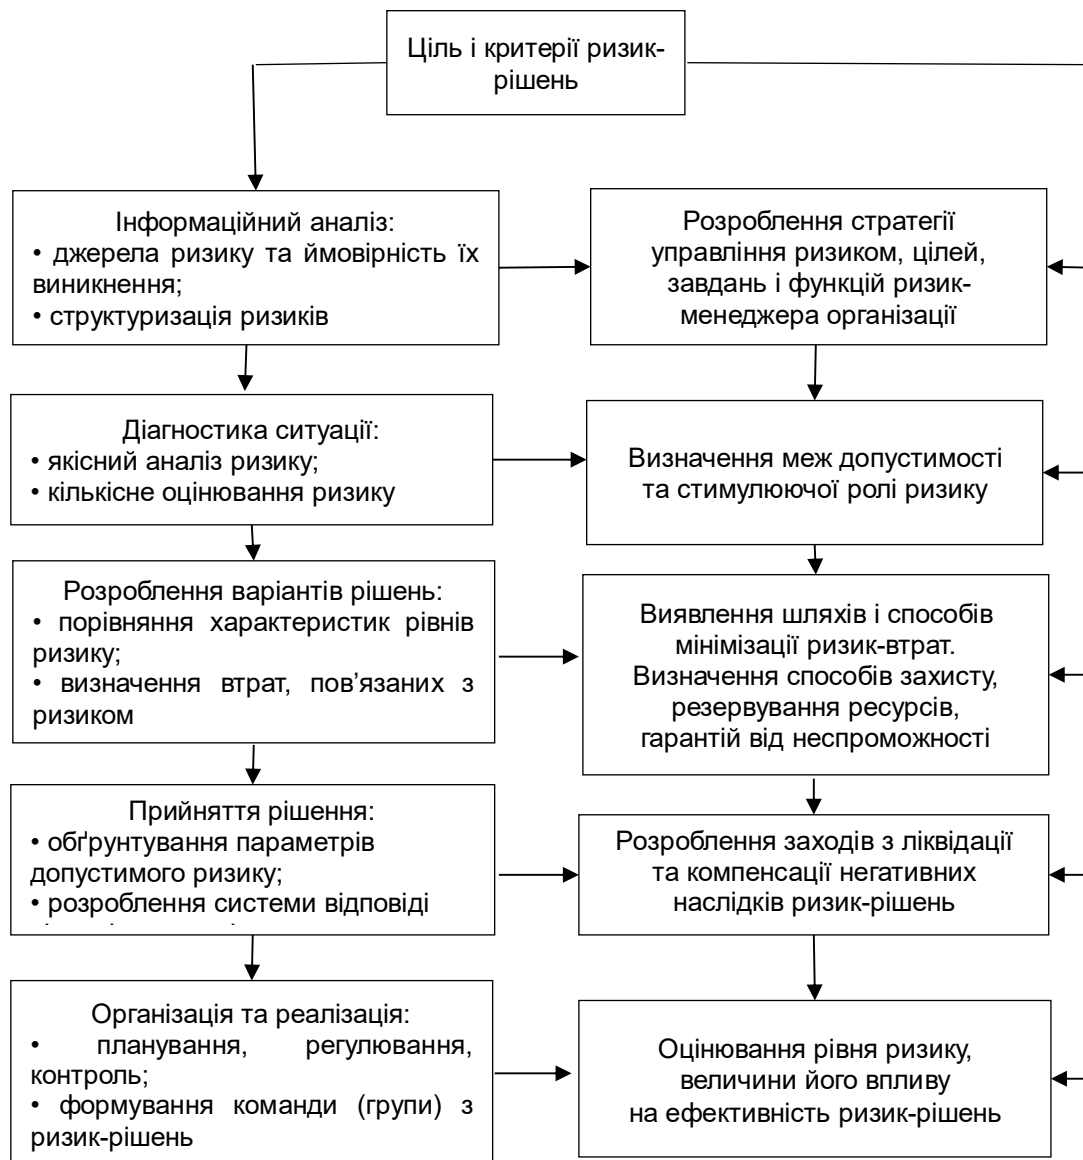 Ціль і критерії ризик-
рішень
Інформаційний аналіз:
• джерела ризику та ймовірність їх
виникнення;
• структуризація ризиків
Розроблення стратегії
управління ризиком, цілей,
завдань і функцій ризик-
менеджера організації
Діагностика ситуації:
• якісний аналіз ризику;
• кількісне оцінювання ризику
Визначення меж допустимості
та стимулюючої ролі ризику
Розроблення варіантів рішень:
• порівняння характеристик рівнів
ризику;
• визначення втрат, пов’язаних з
ризиком
Виявлення шляхів і способів
мінімізації ризик-втрат.
Визначення способів захисту,
резервування ресурсів,
гарантій від неспроможності
Прийняття рішення:
• обґрунтування параметрів
допустимого ризику;
• розроблення системи відповіді
Розроблення заходів з ліквідації
та компенсації негативних
наслідків ризик-рішень
Організація та реалізація:
• планування, регулювання,
контроль;
• формування команди (групи) з
ризик-рішень
Оцінювання рівня ризику,
величини його впливу
на ефективність ризик-рішень